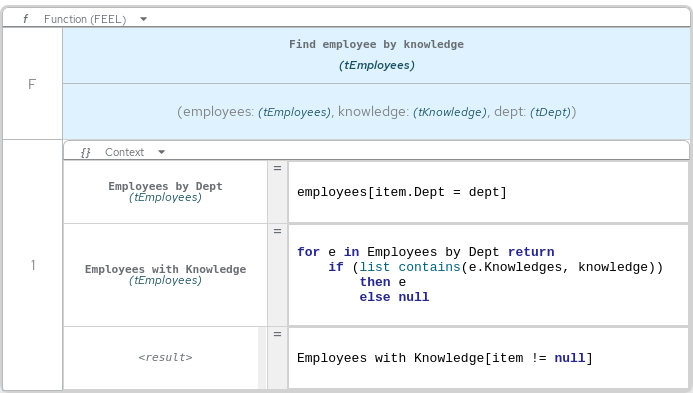 f Function (FEEL)
F
Find employee by knowledge
(tEmployees)
(employees: (tEmployees), knowledge: (tKnowledge), dept: (tDept))
1
{} Context
Employees by Dept
(tEmployees)
=
employees[item.Dept = dept]
Employees with Knowledge
(tEmployees)
=
for e in Employees by Dept return
if (list contains(e.Knowledges, knowledge))
then e
else null
<result>
=
Employees with Knowledge[item != null]